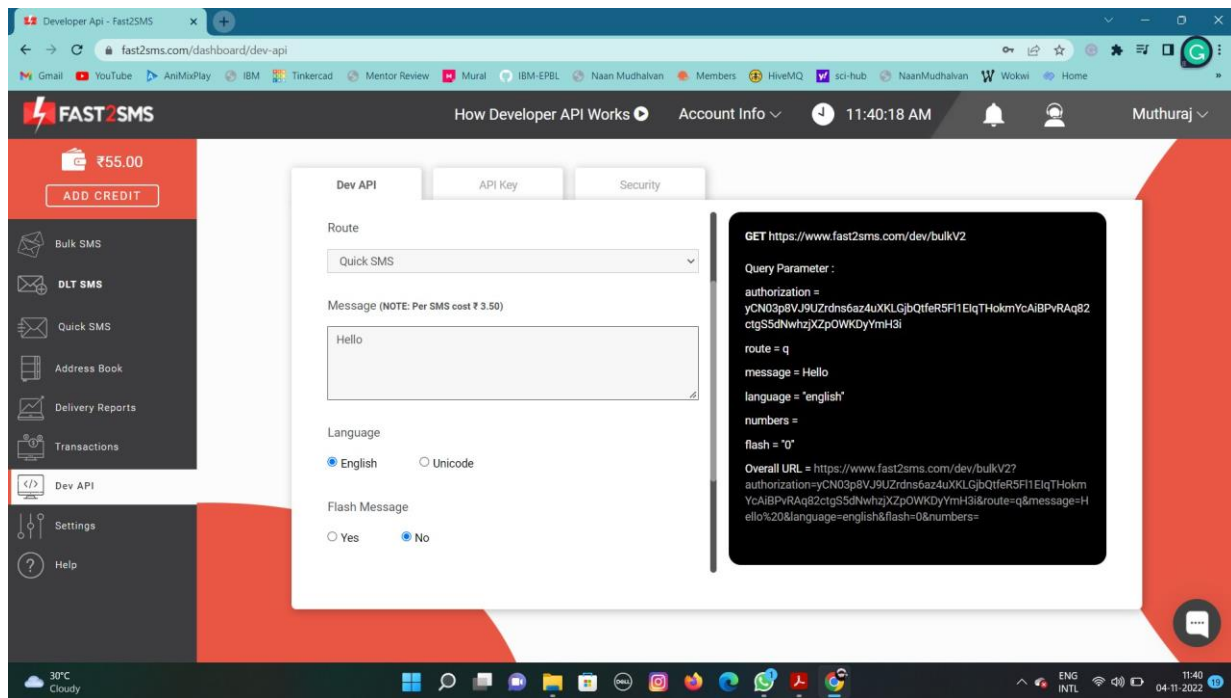 Developer Api - Fast2SMS
fast2sms.com/dashboard/dev-api
Gmail YouTube AniMixPlay IBM Tinkercad Mentor Review Mural IBM-EPBL Naan Mudhalvan Members HiveMQ sci-hub NaanMudhalvan Wokwi Home
FAST2SMS How Developer API Works Account Info 11:40:18 AM Muthuraj
₹55.00
ADD CREDIT
Bulk SMS
DLT SMS
Quick SMS
Address Book
Delivery Reports
Transactions
Dev API
Settings
Help
Dev API API Key Security
Route
Quick SMS
Message (NOTE: Per SMS cost ₹ 3.50)
Hello
Language
English Unicode
Flash Message
Yes No
GET https://www.fast2sms.com/dev/bulkV2
Query Parameter :
authorization =
yCN03p8VJ9UZrdns6az4uXKLGjbQtfeR5Fl1EIqTHokmYcAiBPvRAq82
ctgS5dNwhzjXZpOWKDyYmH3i
route = q
message = Hello
language = "english"
numbers =
flash = "0"
Overall URL = https://www.fast2sms.com/dev/bulkV2?
authorization=yCN03p8VJ9UZrdns6az4uXKLGjbQtfeR5Fl1EIqTHokm
YcAiBPvRAq82ctgS5dNwhzjXZpOWKDyYmH3i&route=q&message=H
ello%20&language=english&flash=0&numbers=
30°C
Cloudy
ENG
INTL
11:40
04-11-2022
19